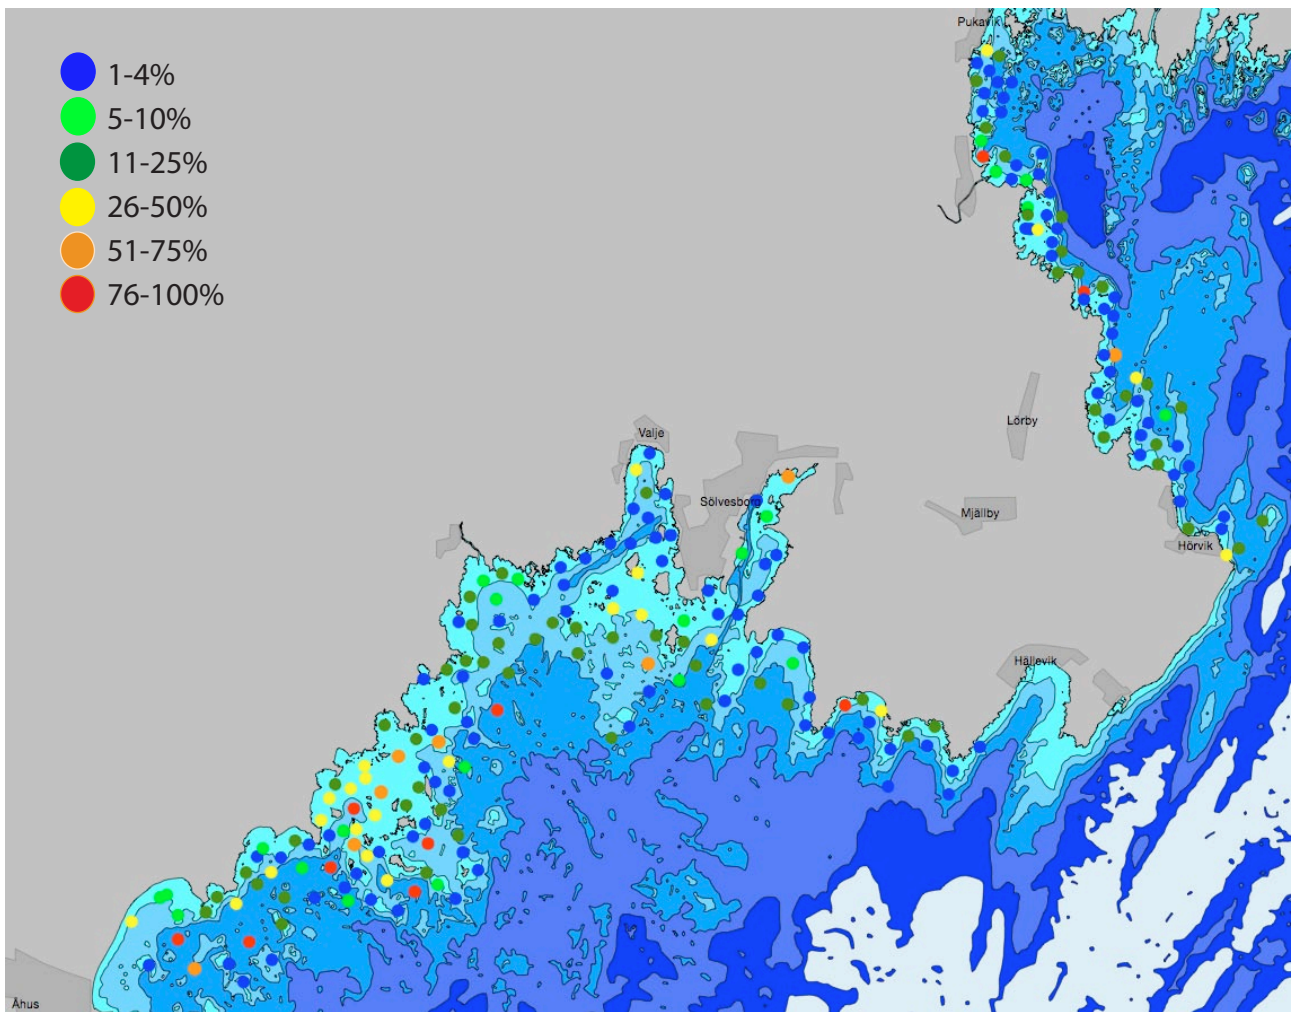 Pukavik
1-4%
5-10%
11-25%
26-50%
51-75%
76-100%
Lörby
Valje
Sölvesborg
Mjällby
Hörvik
Hällevik
Åhus